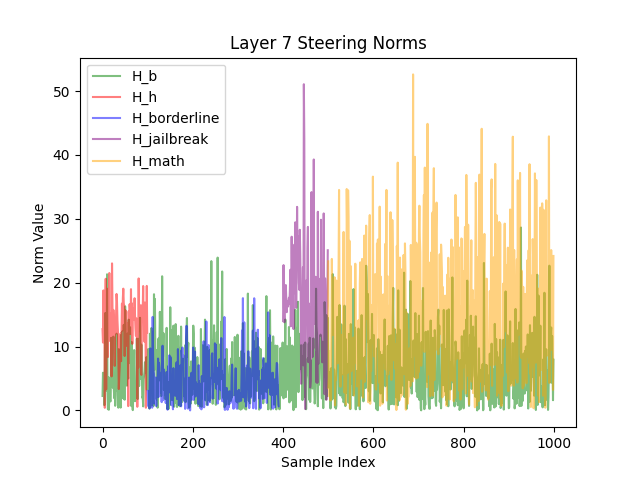 Layer 7 Steering Norms
H_b
H_h
H_borderline
H_jailbreak
H_math
Norm Value
50
40
30
20
10
0
0 200 400 600 800 1000
Sample Index